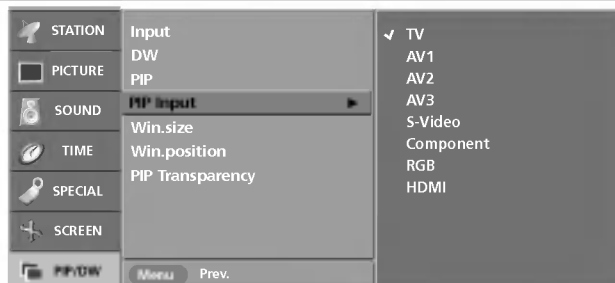 STATION
PICTURE
SOUND
TIME
SPECIAL
SCREEN
PIP/DW
Input
DW
PIP
PIP Input
Win.size
Win.position
PIP Transparency
Menu Prev.
TV
AV1
AV2
AV3
S-Video
Component
RGB
HDMI